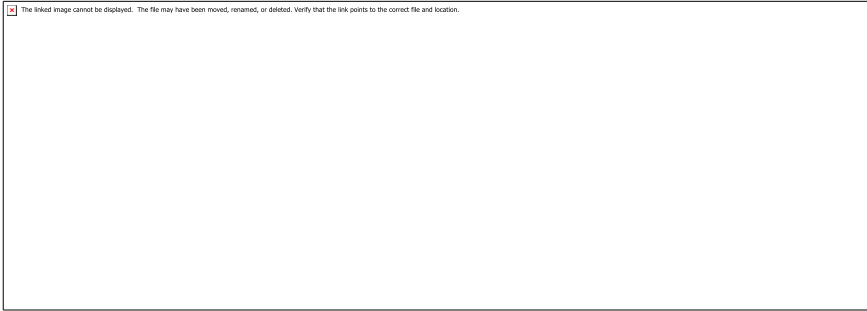 The linked image cannot be displayed. The file may have been moved, renamed, or deleted. Verify that the link points to the correct file and location.